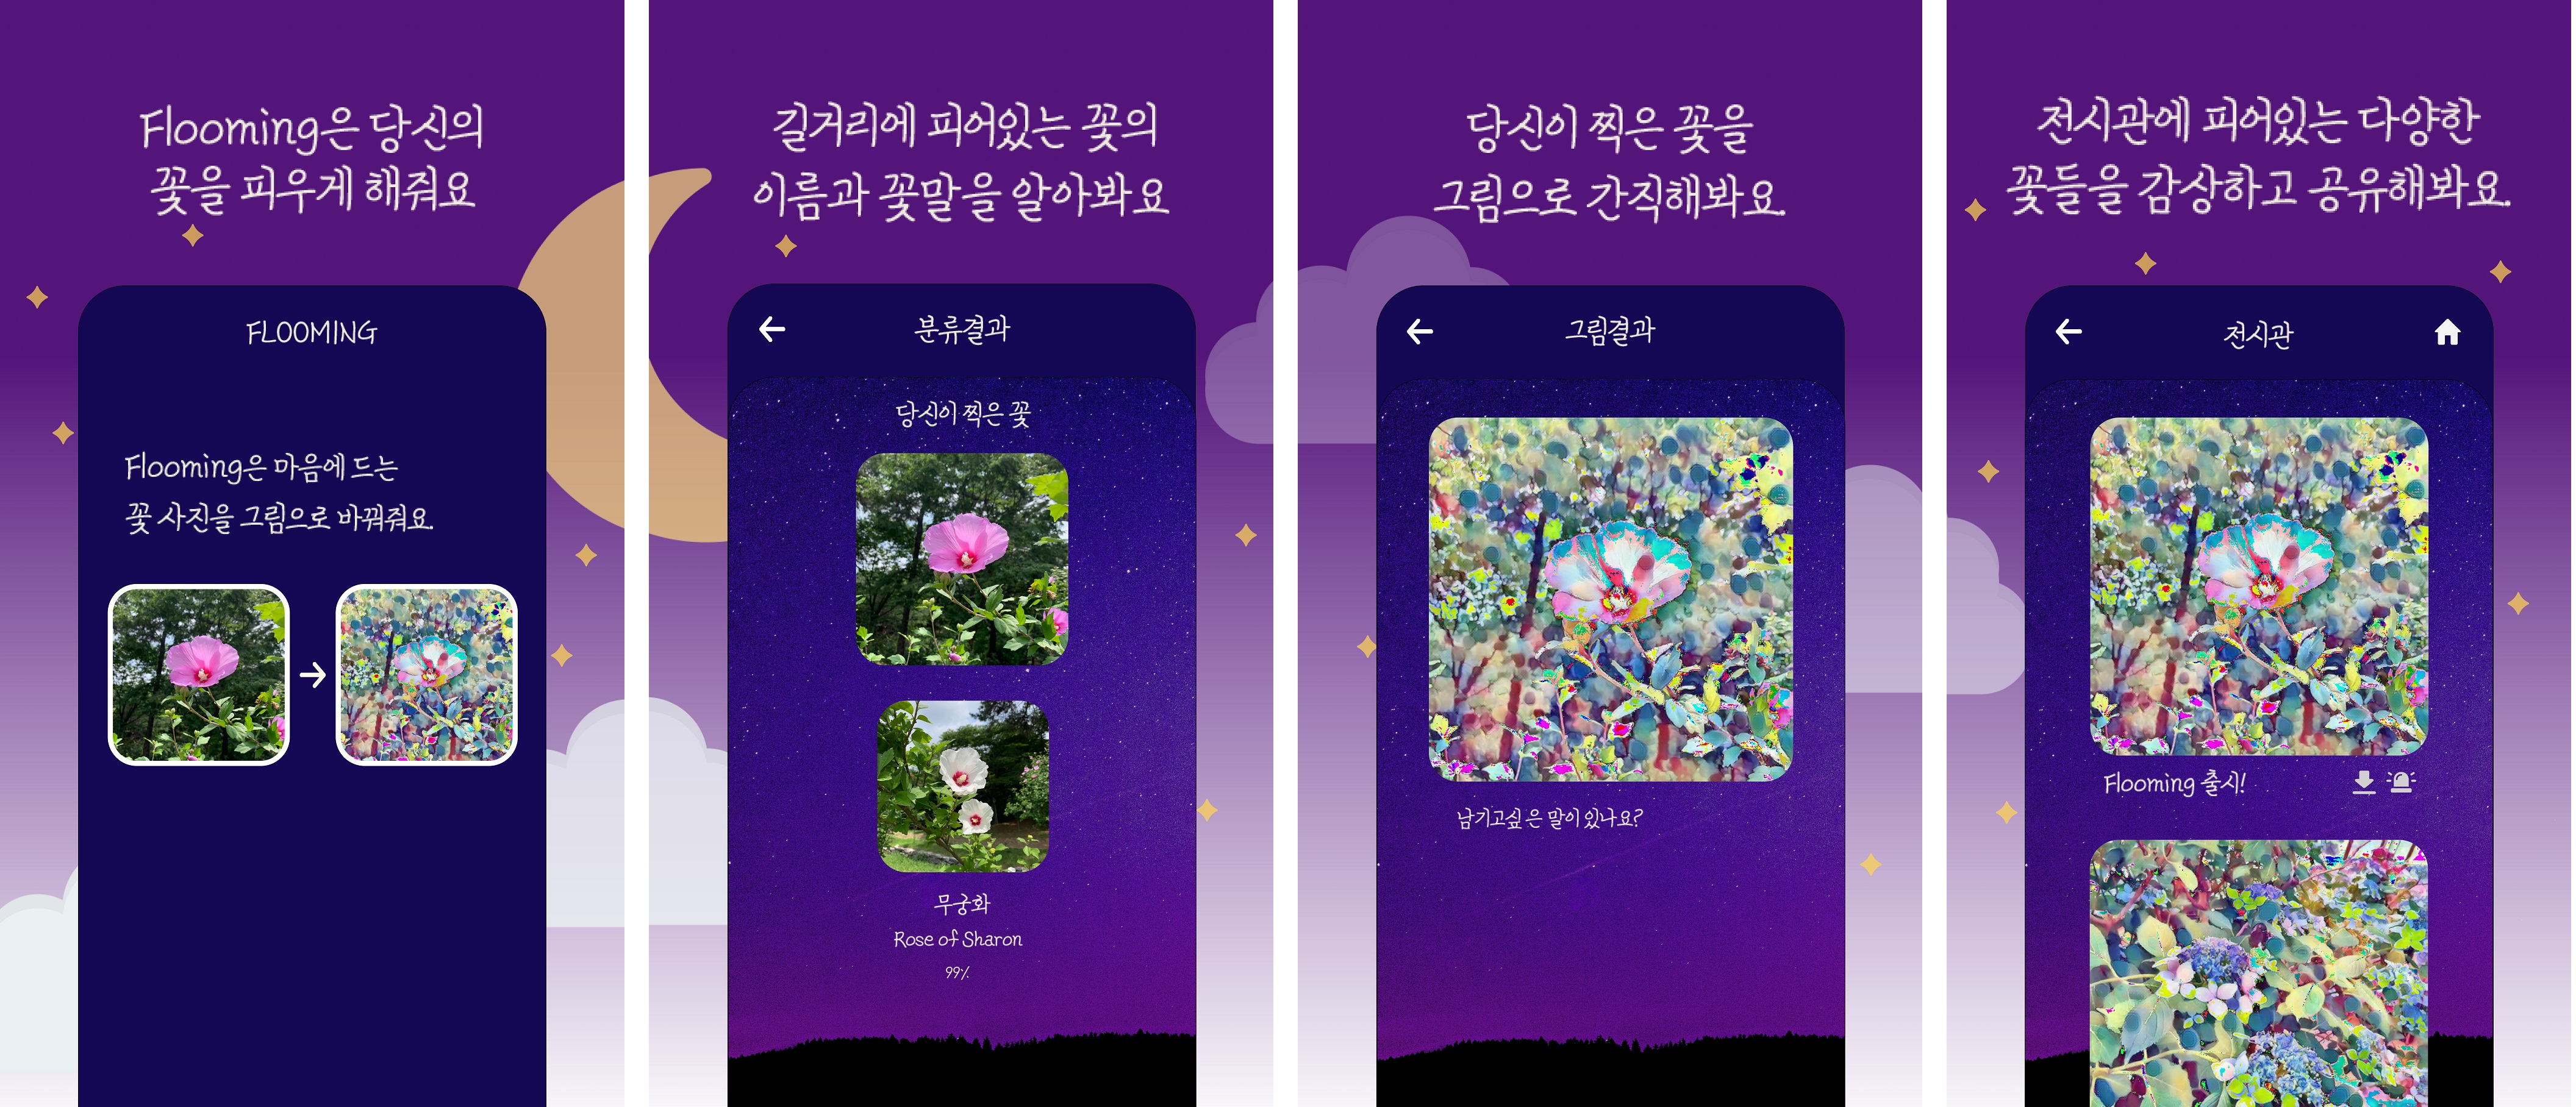 Flooming은 당신의
꽃을 피우게 해줘요
FLOOMING
Flooming은 마음에 드는
꽃 사진을 그림으로 바꿔줘요.
길거리에 피어있는 꽃의
이름과 꽃말을 알아봐요
분류결과
당신이 찍은 꽃
무궁화
Rose of Sharon
99%
당신이 찍은 꽃을
그림으로 간직해봐요.
그림결과
남기고싶은 말이 있나요?
전시관에 피어있는 다양한
꽃들을 감상하고 공유해봐요.
전시관
Flooming 출시!